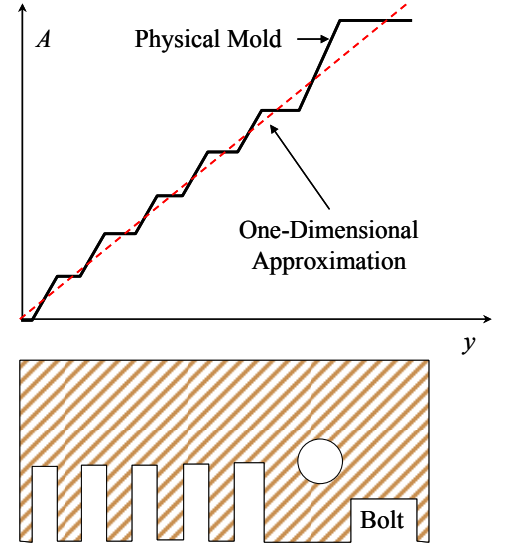 A
Physical Mold
One-Dimensional
Approximation
y
Bolt